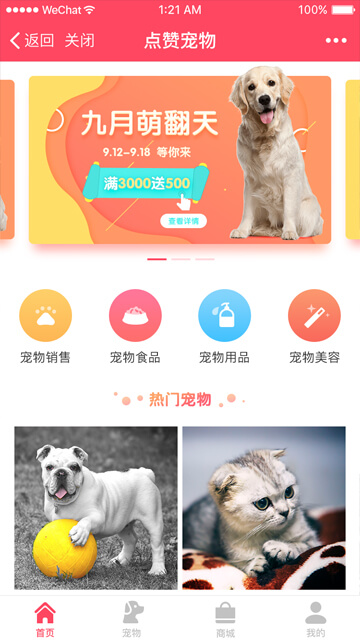 WeChat 1:21 AM 100%
返回 关闭 点赞宠物
九月萌翻天
9.12-9.18 等你来
满3000送500
查看详情
宠物销售 宠物食品 宠物用品 宠物美容
热门宠物
首页 宠物 商城 我的